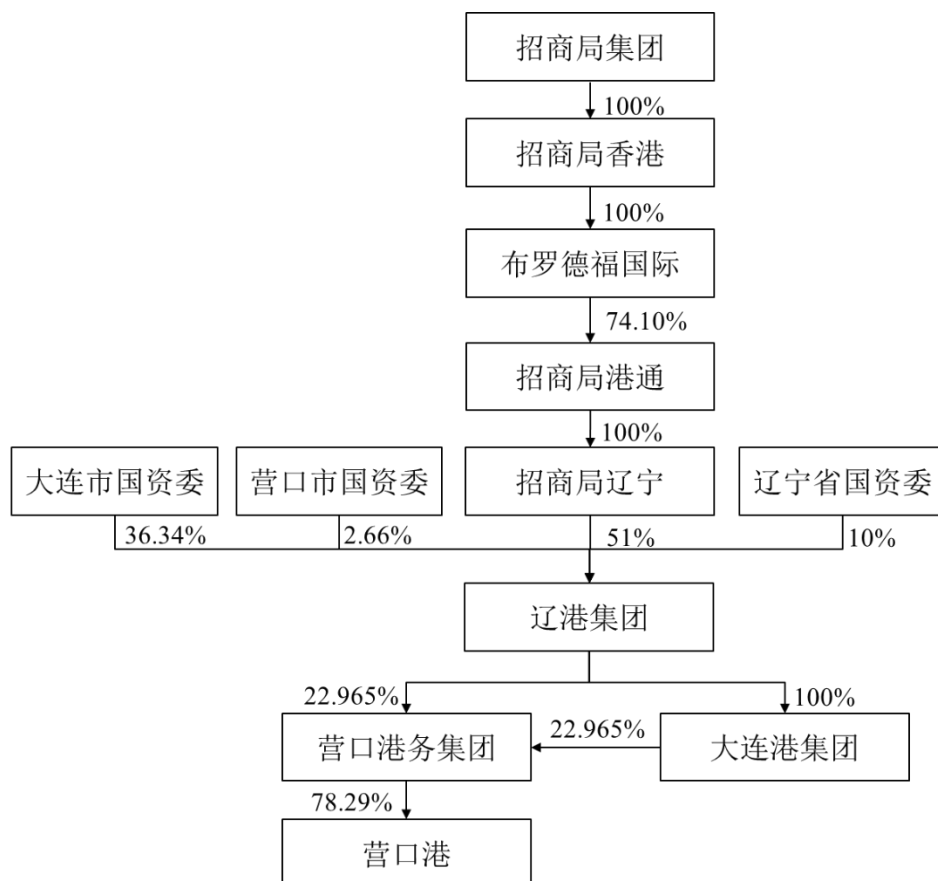 招商局集团
100%
招商局香港
100%
布罗德福国际
74.10%
招商局港通
100%
大连市国资委
营口市国资委
招商局辽宁
辽宁省国资委
36.34%
2.66%
51%
10%
辽港集团
22.965%
100%
营口港务集团
22.965%
大连港集团
78.29%
营口港